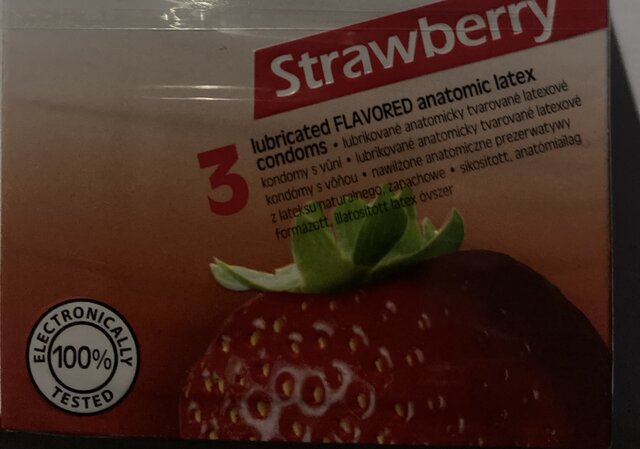 Strawberry
3
lubricated FLAVORED anatomic latex
condoms • lubrikované anatomicky tvarované latexové
kondomy s vůní • lubrikované anatomicky tvarované latexové
kondómy s vôňou • nawilżone anatomiczne prezerwatywy
z lateksu naturalnego, zapachowe • síkosított, anatómiailag
formázott, illatosított latex óvszer
ELECTRONICALLY
100%
TESTED